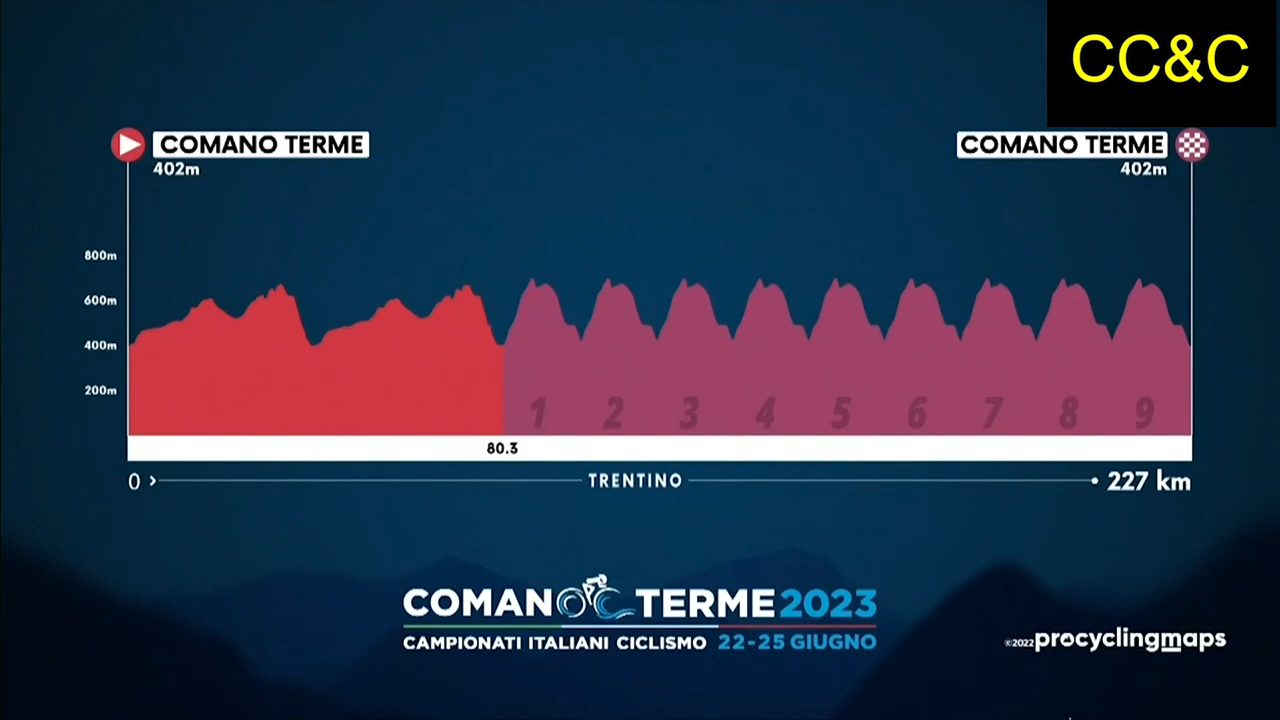 CC&C
COMANO TERME
402m
COMANO TERME
402m
800m
600m
400m
200m
1 2 3 4 5 6 7 8 9
80.3
0 TRENTINO 227 km
COMANO TERME 2023
CAMPIONATI ITALIANI CICLISMO 22-25 GIUGNO
©2022 procyclingmaps